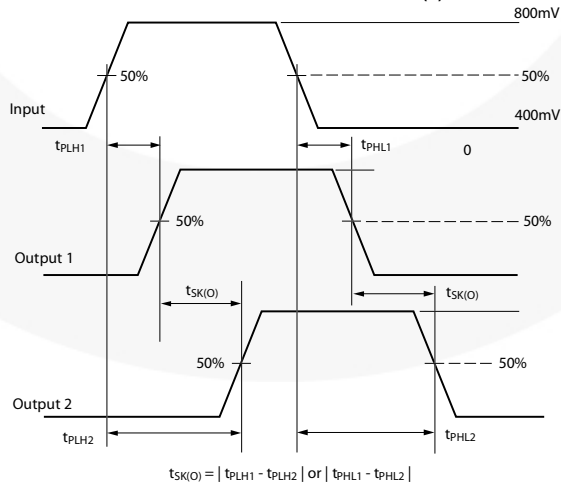 800mV
50%
50%
Input
400mV
tPLH1
tPHL1
0
50%
50%
Output 1
tSK(O)
tSK(O)
50%
50%
Output 2
tPLH2
tPHL2
tSK(O) = | tPLH1 - tPLH2 | or | tPHL1 - tPHL2 |